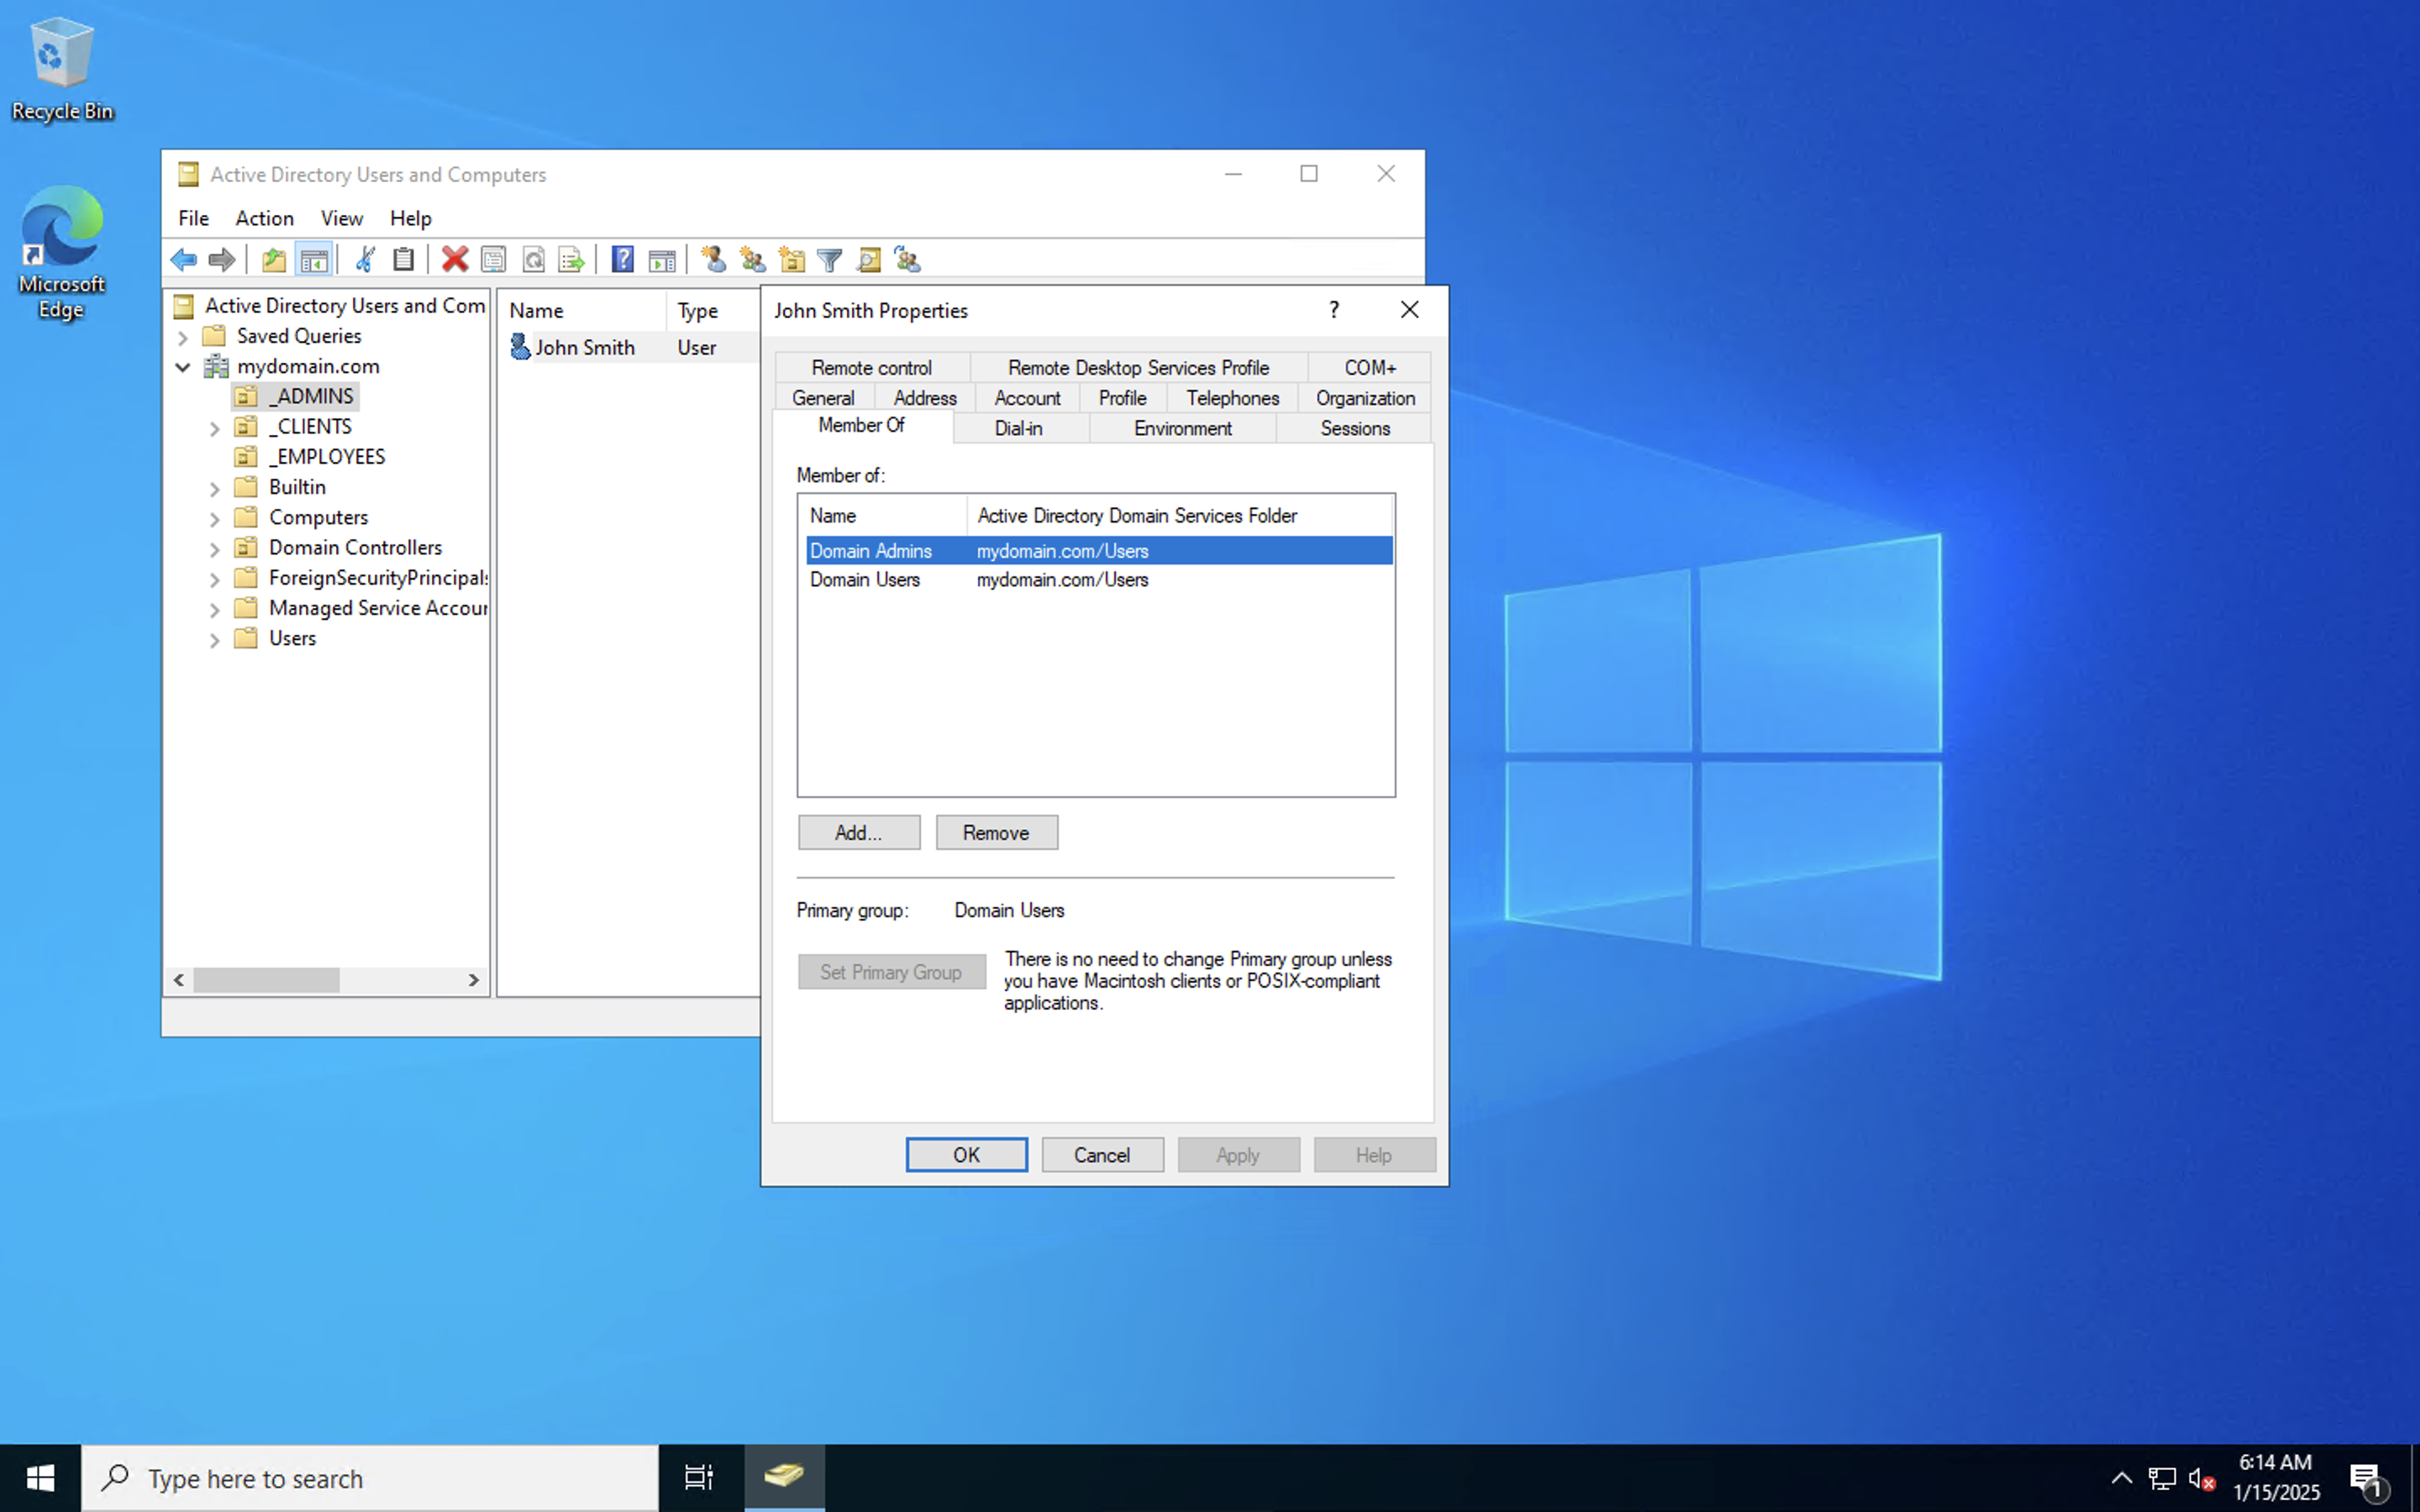 Recycle Bin
Microsoft
Edge
Active Directory Users and Computers
File Action View Help
Active Directory Users and Com
Saved Queries
mydomain.com
_ADMINS
_CLIENTS
_EMPLOYEES
Builtin
Computers
Domain Controllers
ForeignSecurityPrincipals
Managed Service Accour
Users
Name Type
John Smith User
John Smith Properties
?
Remote control Remote Desktop Services Profile COM+
General Address Account Profile Telephones Organization
Member Of Dial-in Environment Sessions
Member of:
Name Active Directory Domain Services Folder
Domain Admins mydomain.com/Users
Domain Users mydomain.com/Users
Add... Remove
Primary group: Domain Users
Set Primary Group
There is no need to change Primary group unless
you have Macintosh clients or POSIX-compliant
applications.
OK Cancel Apply Help
Type here to search
6:14 AM
1/15/2025
1